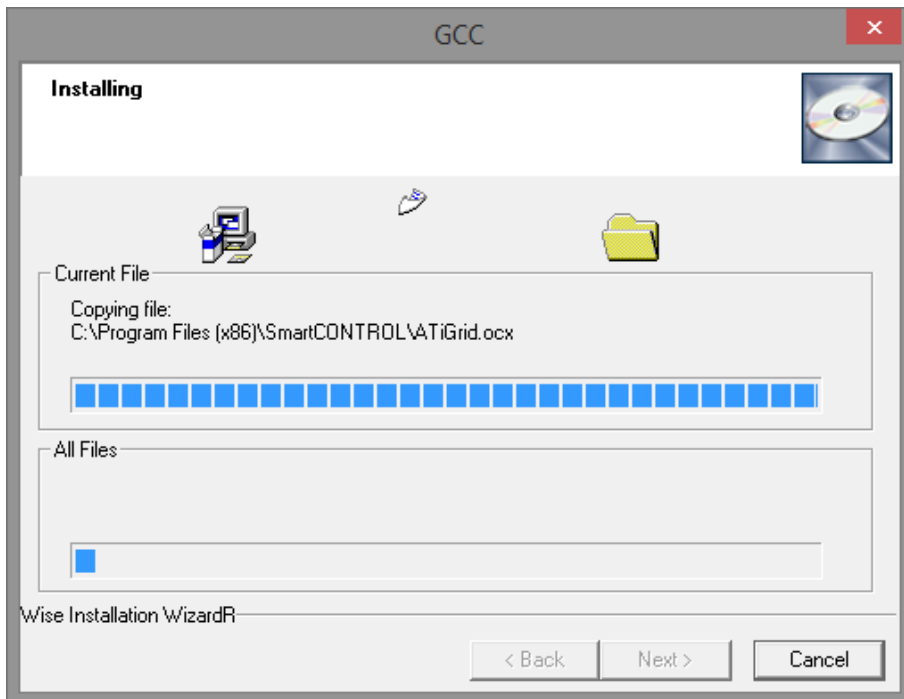 GCC
Installing
Current File
Copying file:
C:\Program Files (x86)\SmartCONTROL\ATiGrid.ocx
All Files
Wise Installation WizardR
< Back
Next >
Cancel